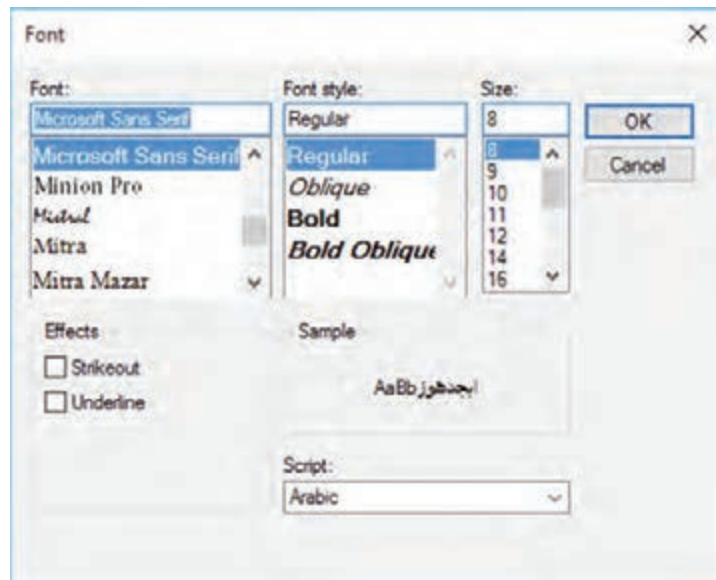 Font
Font:
Microsoft Sans Serif
Microsoft Sans Serif
Minion Pro
Mistral
Mitra
Mitra Mazar
Font style:
Regular
Regular
Oblique
Bold
Bold Oblique
Size:
8
8
9
10
11
12
14
16
OK
Cancel
Effects
Strikeout
Underline
Sample
AaBbابجدهوز
Script:
Arabic